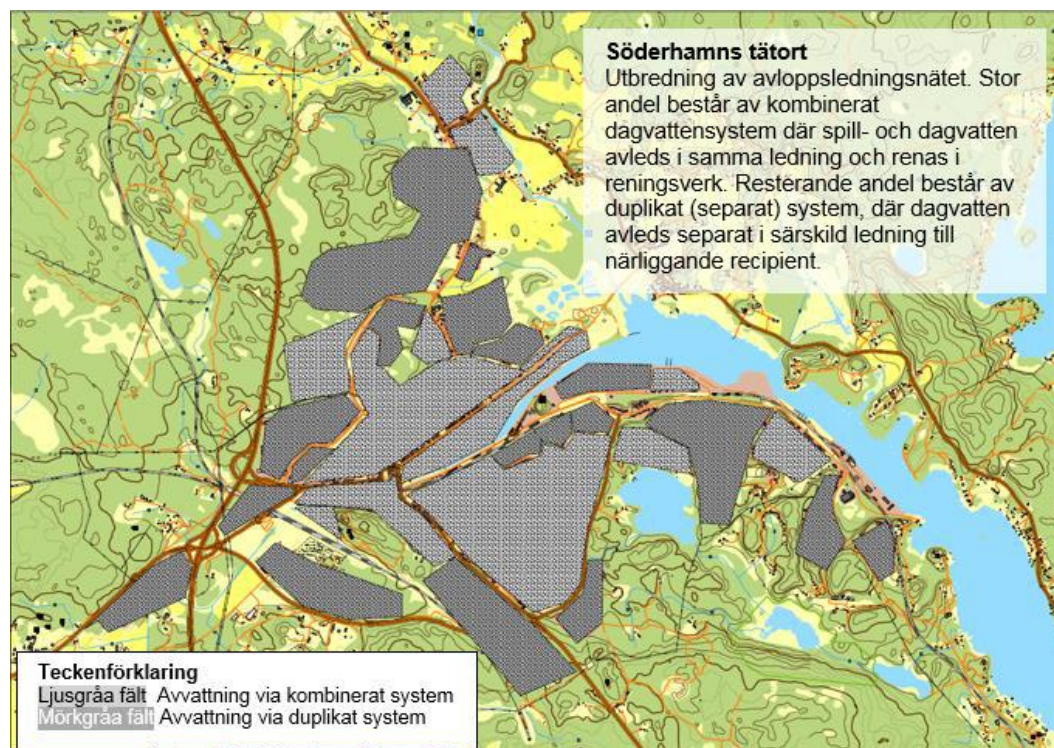 Söderhamns tätort
Utbredning av avloppsledningsnätet. Stor
andel består av kombinerat
dagvattensystem där spill- och dagvatten
avleds i samma ledning och renas i
reningsverk. Resterande andel består av
duplikat (separat) system, där dagvatten
avleds separat i särskild ledning till
närliggande recipient.
Teckenförklaring
Ljusgråa fält Avvattning via kombinerat system
Mörkgråa fält Avvattning via duplikat system